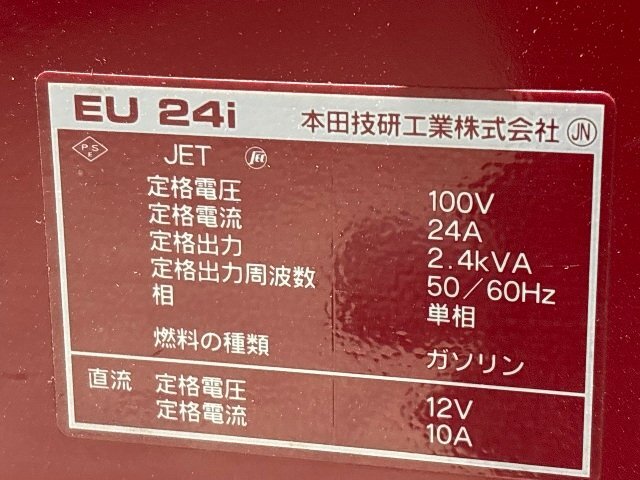 EU 24i 本田技研工業株式会社 JN
PSE JET JET
定格電圧 100V
定格電流 24A
定格出力 2.4kVA
定格出力周波数 50/60Hz
相 単相
燃料の種類 ガソリン
直流 定格電圧 12V
定格電流 10A